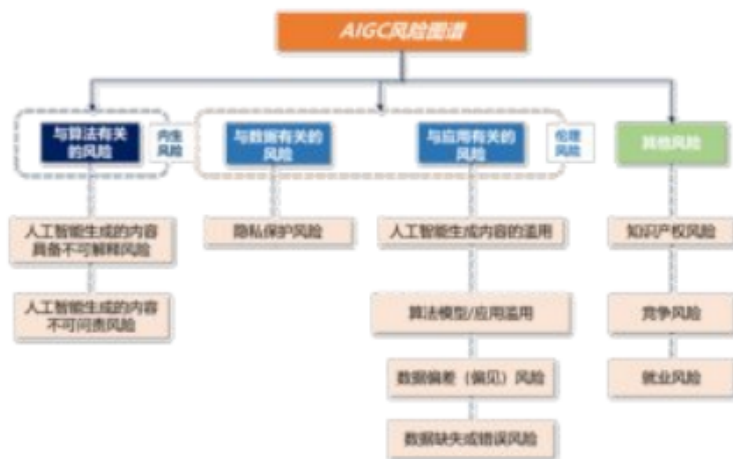 AIGC风险图谱
与算法有关
的风险
内生
风险
与数据有关的
风险
与应用有关的
风险
伦理
风险
其他风险
人工智能生成的内容
具备不可解释风险
隐私保护风险
人工智能生成内容的滥用
知识产权风险
人工智能生成的内容
不可问责风险
算法模型/应用滥用
竞争风险
数据偏差（偏见）风险
就业风险
数据缺失或错误风险